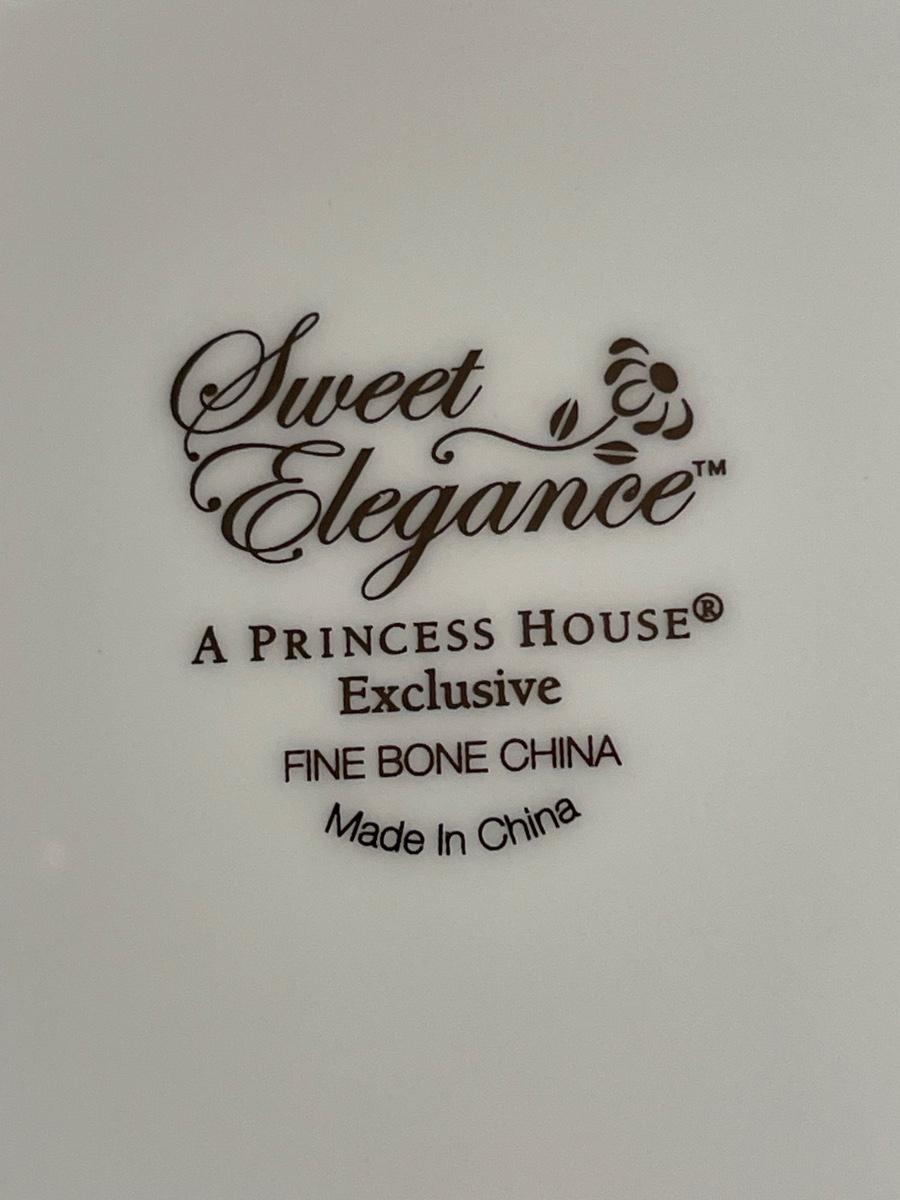 Sweet
Elegance™
A PRINCESS HOUSE®
Exclusive
FINE BONE CHINA
Made In China